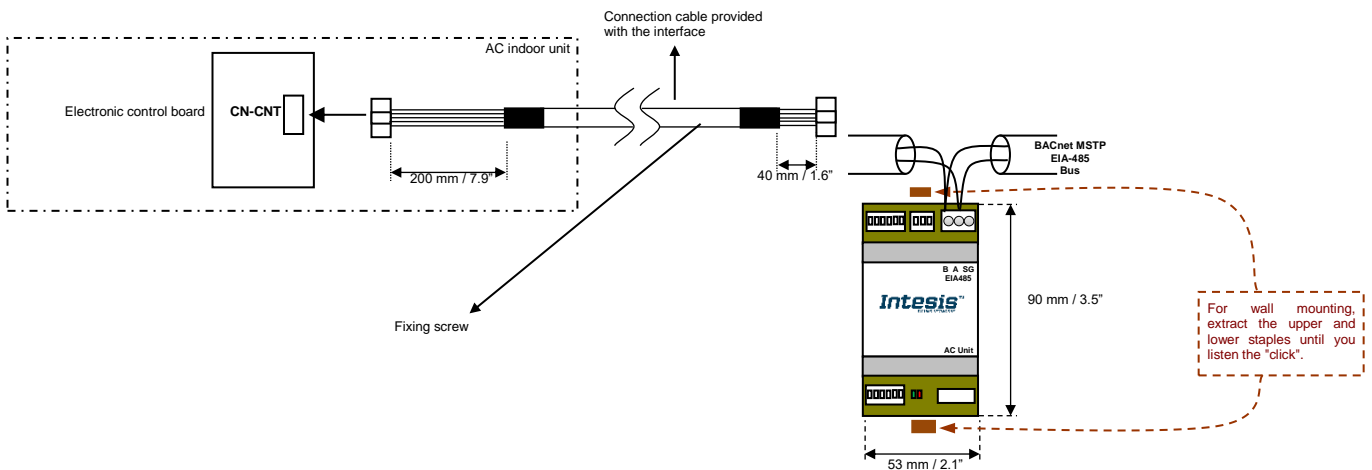 Connection cable provided
with the interface
AC indoor unit
Electronic control board
CN-CNT
200 mm / 7.9”
40 mm / 1.6”
BACnet MSTP
EIA-485
Bus
B A SG
EIA485
Intesis™
AC Unit
90 mm / 3.5”
53 mm / 2.1”
Fixing screw
For wall mounting,
extract the upper and
lower staples until you
listen the "click".